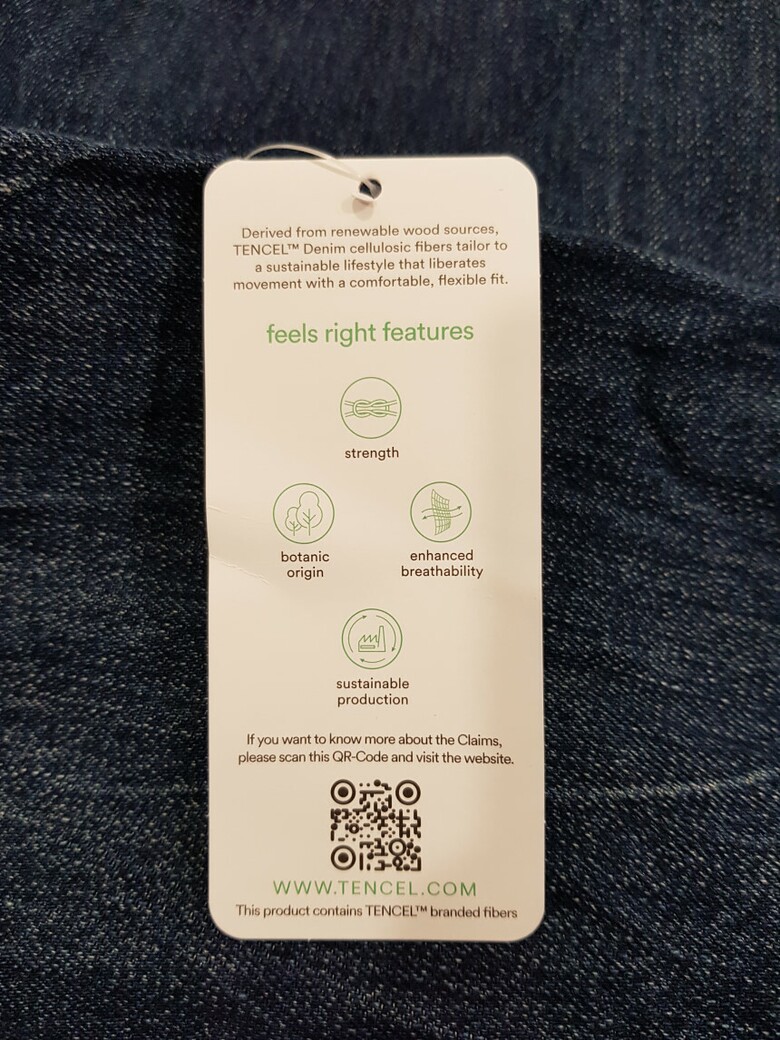 Derived from renewable wood sources,
TENCEL™ Denim cellulosic fibers tailor to
a sustainable lifestyle that liberates
movement with a comfortable, flexible fit.
feels right features
strength
botanic
origin
enhanced
breathability
sustainable
production
If you want to know more about the Claims,
please scan this QR-Code and visit the website.
WWW.TENCEL.COM
This product contains TENCEL™ branded fibers